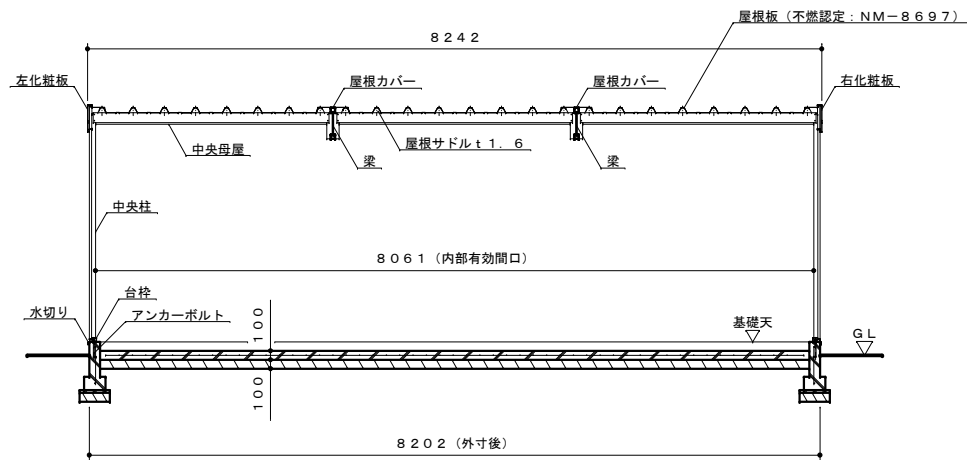 屋根板（不燃認定：ＮＭ－８６９７）
８２４２
左化粧板
屋根カバー
屋根カバー
右化粧板
中央母屋
屋根サドルｔ１．６
梁
梁
中央柱
８０６１（内部有効間口）
台枠
水切り
アンカーボルト
１００
基礎天
ＧＬ
１００
８２０２（外寸後）